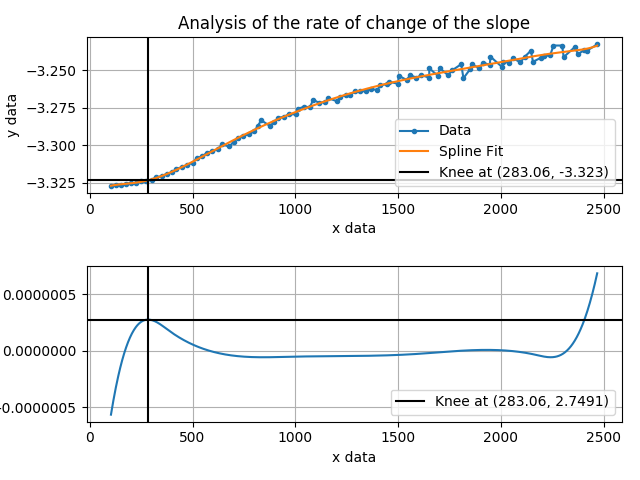 Analysis of the rate of change of the slope
−3.250
−3.275
−3.300
−3.325
y data
Data
Spline Fit
Knee at (283.06, -3.323)
0 500 1000 1500 2000 2500
x data
0.0000005
0.0000000
0.0000005
Knee at (283.06, 2.7491)
0 500 1000 1500 2000 2500
x data